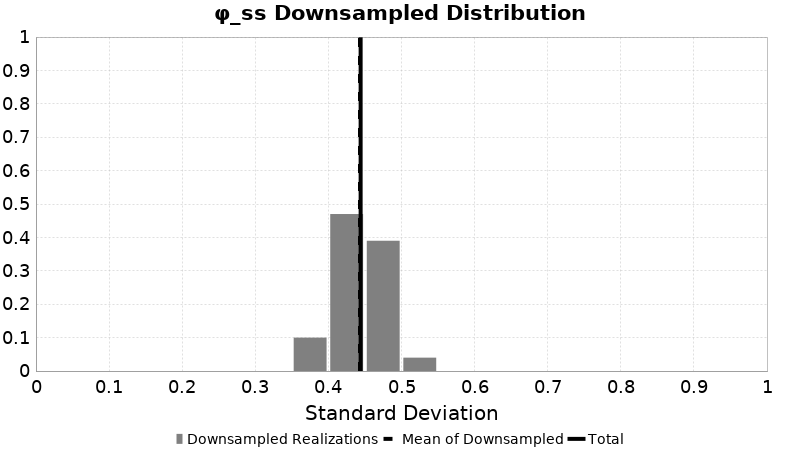 φ_ss Downsampled Distribution
1
0.9
0.8
0.7
0.6
0.5
0.4
0.3
0.2
0.1
0
0 0.1 0.2 0.3 0.4 0.5 0.6 0.7 0.8 0.9 1
Standard Deviation
Downsampled Realizations Mean of Downsampled Total